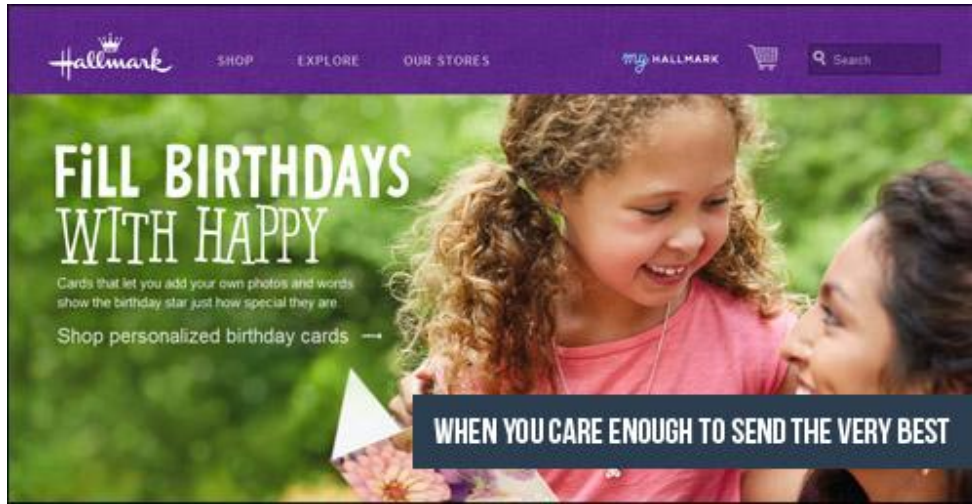 Hallmark
SHOP EXPLORE OUR STORES my HALLMARK Search
FiLL BIRTHDAYS
WITH HAPPY
Cards that let you add your own photos and words
show the birthday star just how special they are
Shop personalized birthday cards →
WHEN YOU CARE ENOUGH TO SEND THE VERY BEST